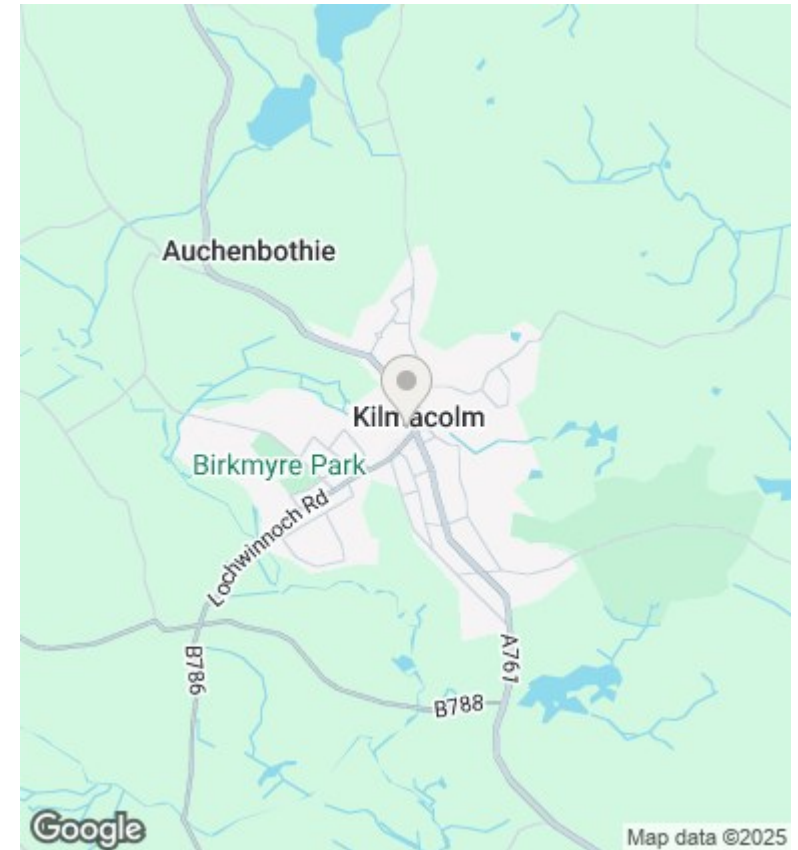 Auchenbothie
Kilmacolm
Birkmyre Park
Lochwinnoch Rd
B786
A761
B788
Google
Map data ©2025